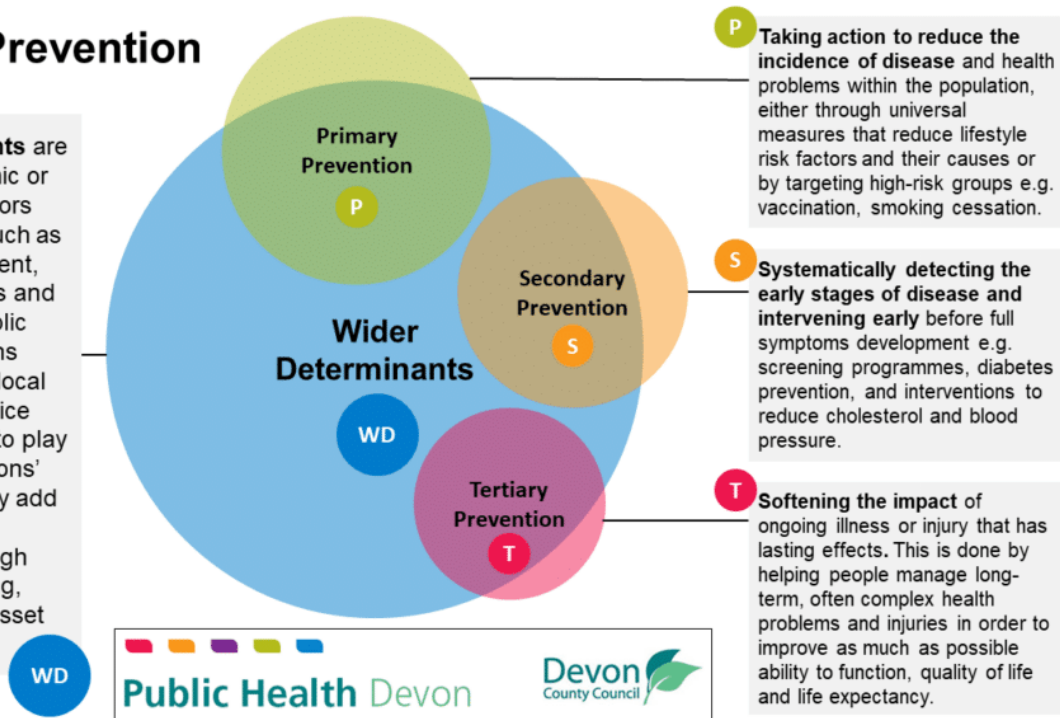 Prevention
nts are
nic or
ors
uch as
ent,
s and
olic
ns
local
ice
to play
ons’
y add
gh
g,
sset
WD
Primary
Prevention
P
Secondary
Prevention
S
Wider
Determinants
WD
Tertiary
Prevention
T
P
Taking action to reduce the
incidence of disease and health
problems within the population,
either through universal
measures that reduce lifestyle
risk factors and their causes or
by targeting high-risk groups e.g.
vaccination, smoking cessation.
S
Systematically detecting the
early stages of disease and
intervening early before full
symptoms development e.g.
screening programmes, diabetes
prevention, and interventions to
reduce cholesterol and blood
pressure.
T
Softening the impact of
ongoing illness or injury that has
lasting effects. This is done by
helping people manage long-
term, often complex health
problems and injuries in order to
improve as much as possible
ability to function, quality of life
and life expectancy.
Public Health Devon
Devon
County Council